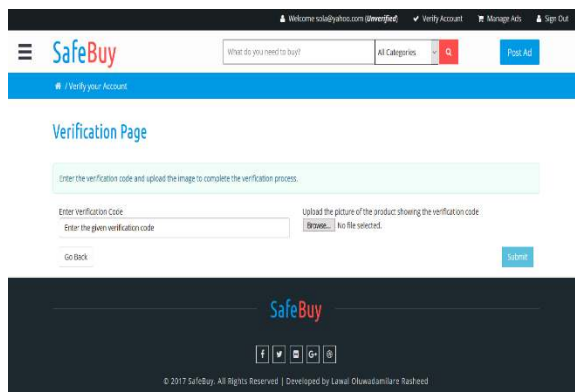 Welcome sola@yahoo.com (Unverified) Verify Account Manage Ads Sign Out
SafeBuy What do you need to buy? All Categories Post Ad
/ Verify your Account
Verification Page
Enter the verification code and upload the image to complete the verification process.
Enter Verification Code Upload the picture of the product showing the verification code
Enter the given verification code Browse... No file selected.
Go Back Submit
SafeBuy
© 2017 SafeBuy. All Rights Reserved | Developed by Lawal Oluwadamilare Rasheed